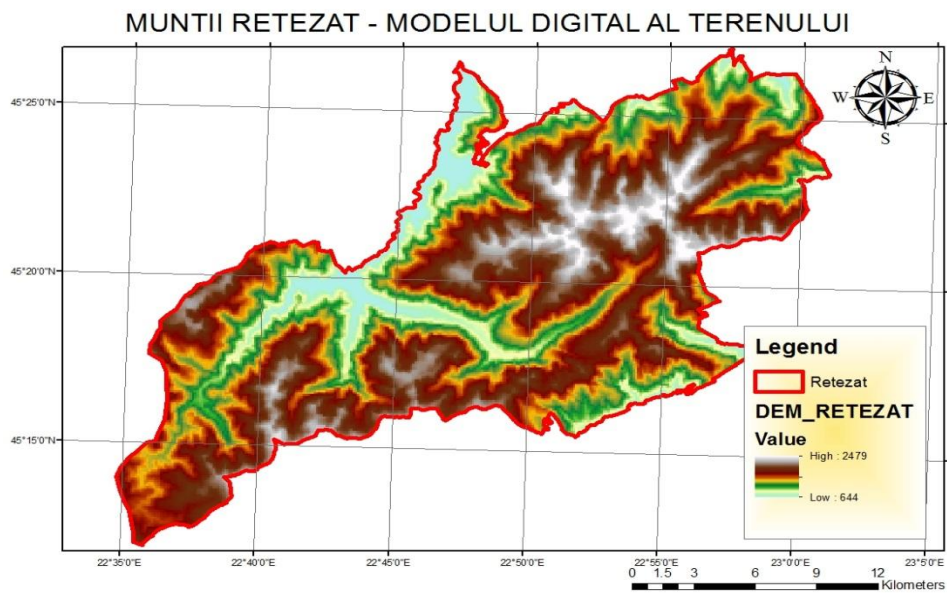 MUNTII RETEZAT - MODELUL DIGITAL AL TERENULUI
N
W E
S
45°25'0"N
45°20'0"N
45°15'0"N
Legend
Retezat
DEM_RETEZAT
Value
High : 2479
Low : 644
22°35'0"E 22°40'0"E 22°45'0"E 22°50'0"E 22°55'0"E 23°0'0"E 23°5'0"E
0 1.5 3 6 9 12
Kilometers